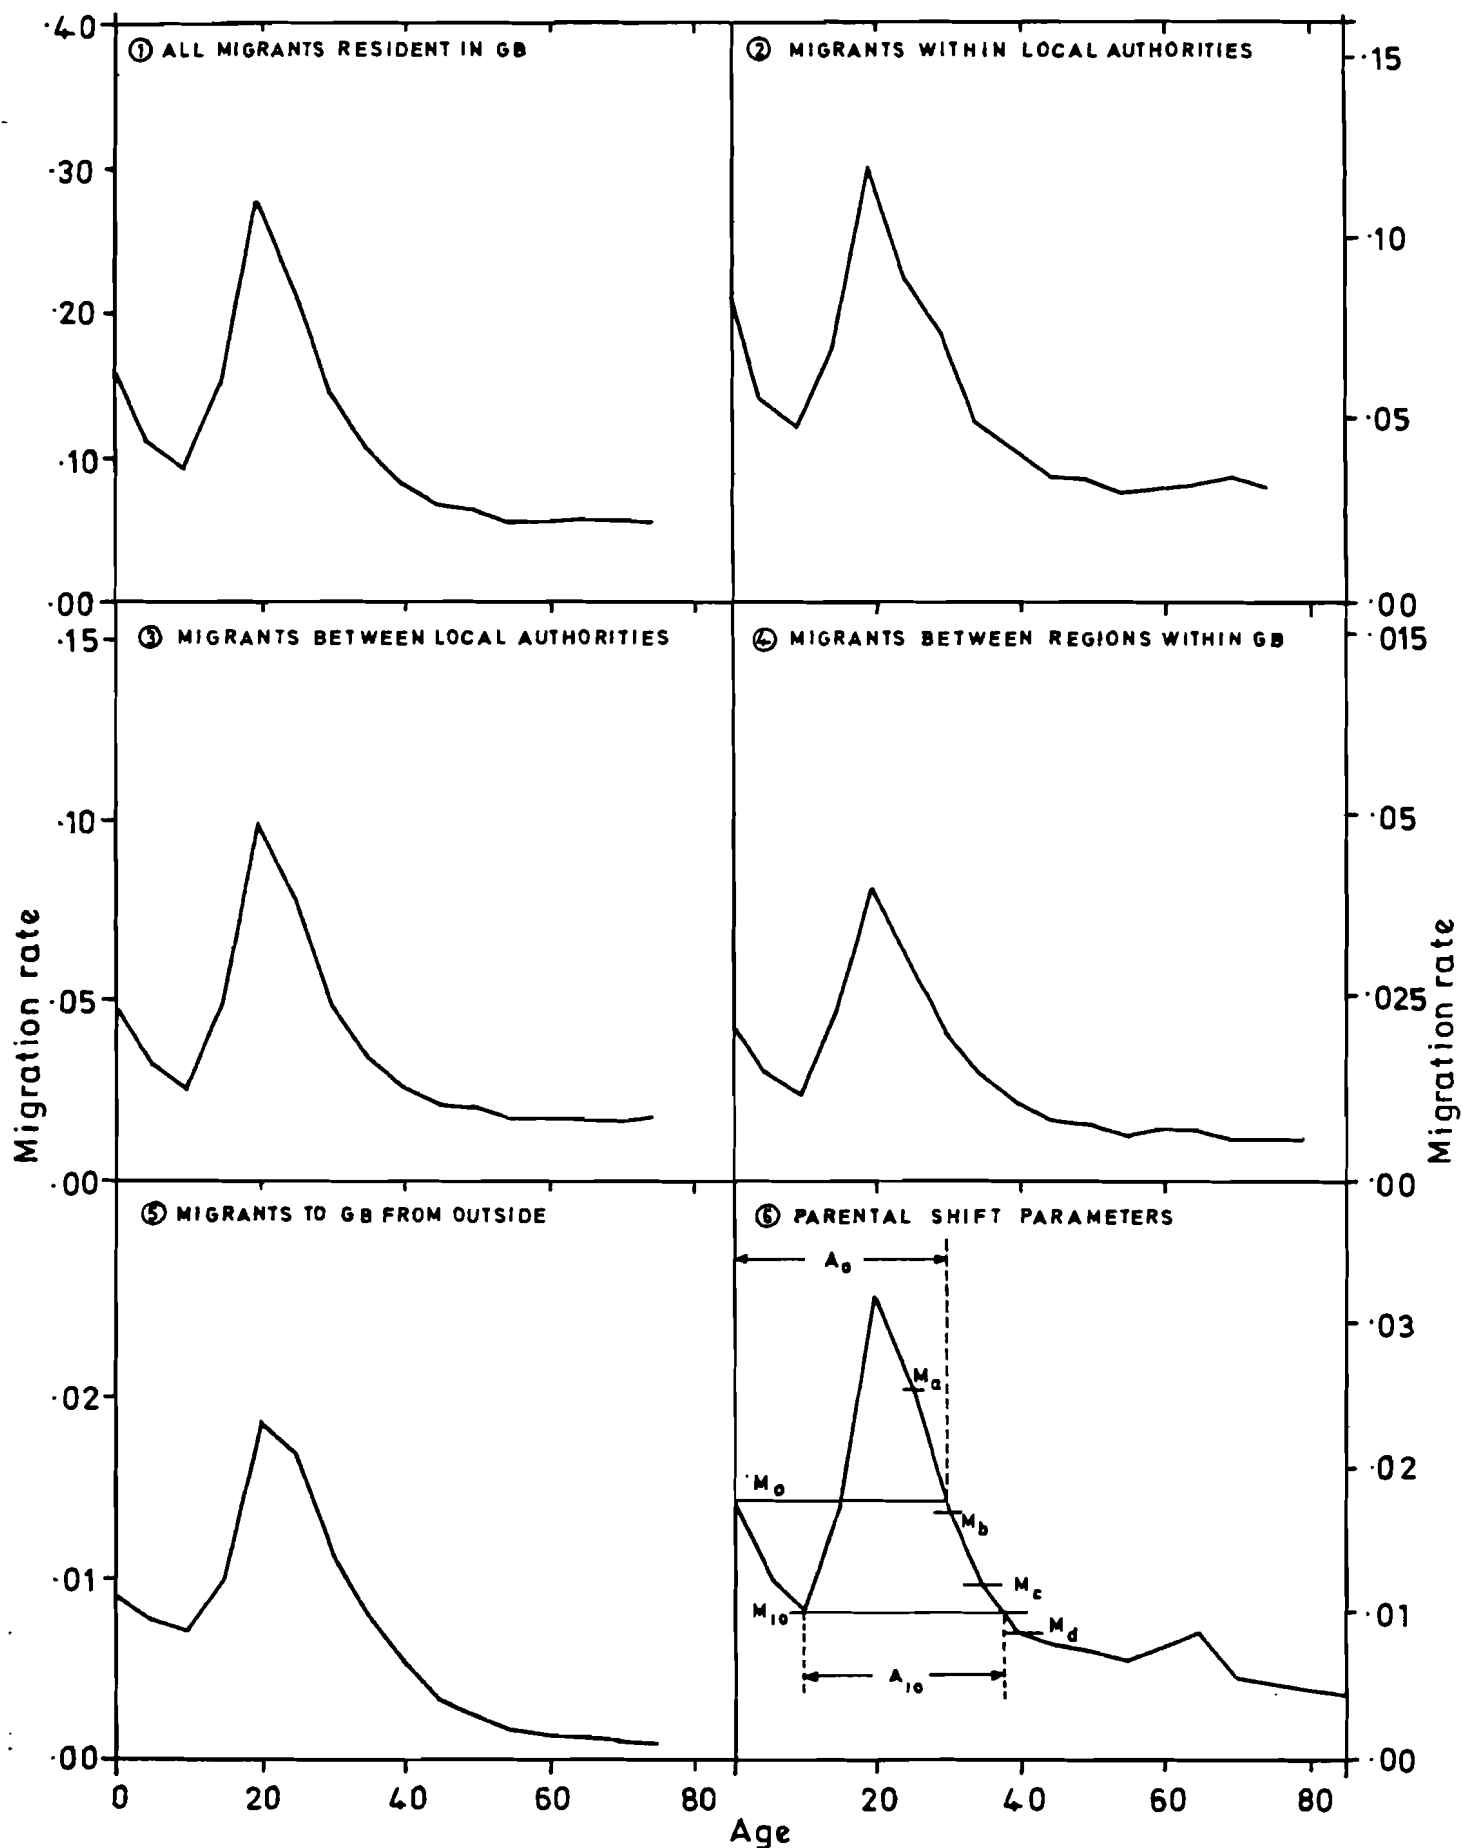 ·40
① ALL MIGRANTS RESIDENT IN GB
② MIGRANTS WITHIN LOCAL AUTHORITIES
·15
·30
·10
·20
·05
·10
·00
·00
·15
③ MIGRANTS BETWEEN LOCAL AUTHORITIES
④ MIGRANTS BETWEEN REGIONS WITHIN GB
·015
·10
·05
·05
·025
Migration rate
Migration rate
·00
·00
⑤ MIGRANTS TO GB FROM OUTSIDE
⑥ PARENTAL SHIFT PARAMETERS
A₀
·03
Mₐ
·02
·02
M₀
M_b
·01
M_c
M₁₀
·01
M_d
A₁₀
·00
·00
0 20 40 60 80 20 40 60 80
Age